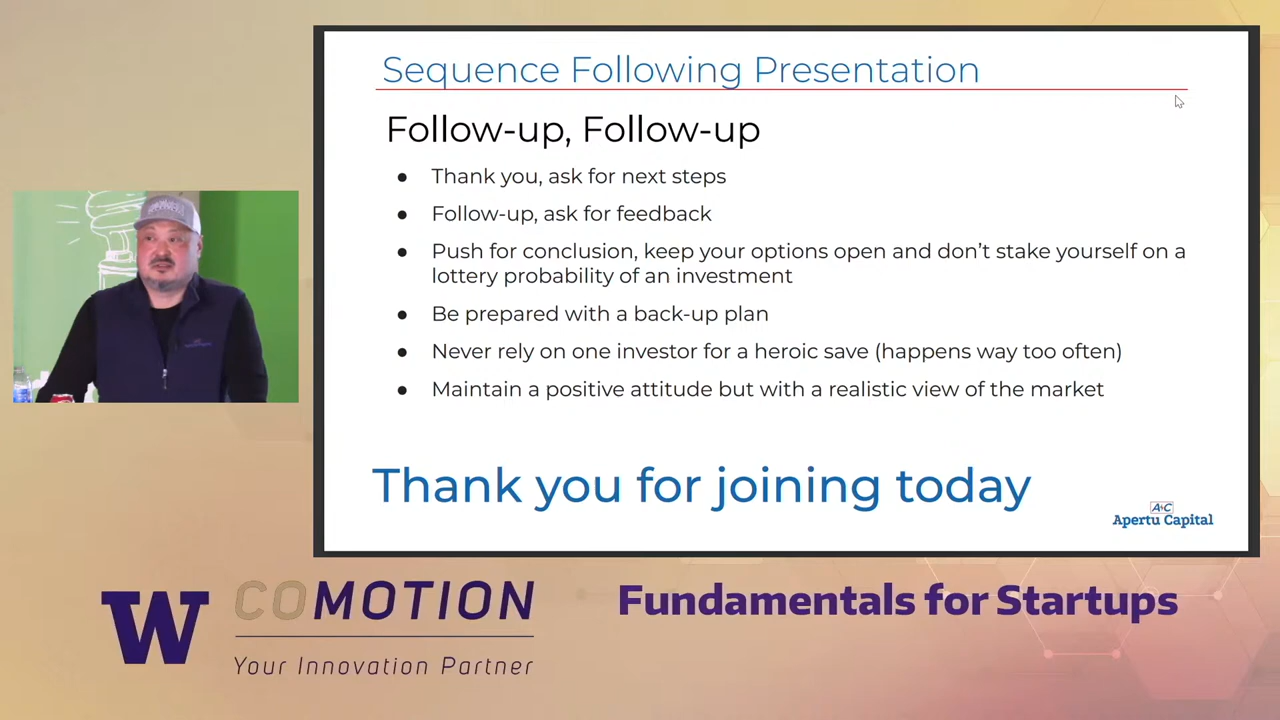 Sequence Following Presentation
Follow-up, Follow-up
● Thank you, ask for next steps
● Follow-up, ask for feedback
● Push for conclusion, keep your options open and don’t stake yourself on a
lottery probability of an investment
● Be prepared with a back-up plan
● Never rely on one investor for a heroic save (happens way too often)
● Maintain a positive attitude but with a realistic view of the market
Thank you for joining today
A+C
Apertu Capital
W COMOTION
Your Innovation Partner
Fundamentals for Startups